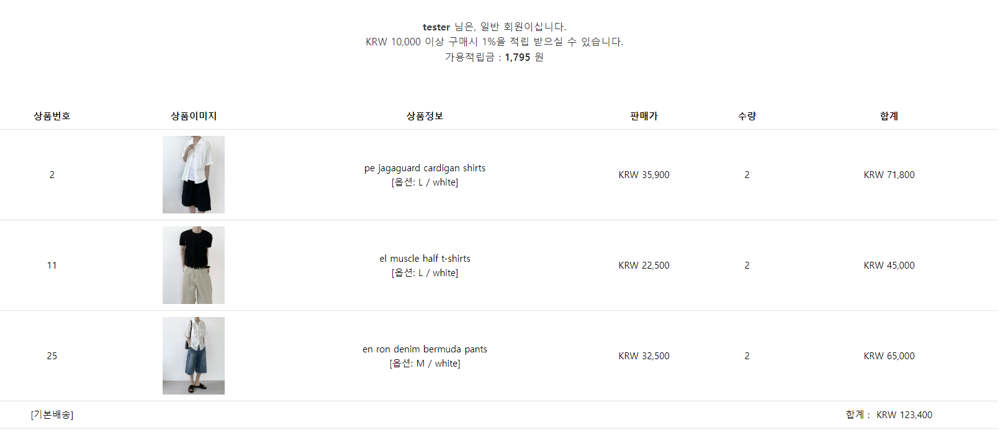 tester 님은, 일반 회원이십니다.
KRW 10,000 이상 구매시 1%을 적립 받으실 수 있습니다.
가용적립금 : 1,795 원
상품번호 상품이미지 상품정보 판매가 수량 합계
2 pe jagaguard cardigan shirts KRW 35,900 2 KRW 71,800
[옵션: L / white]
11 el muscle half t-shirts KRW 22,500 2 KRW 45,000
[옵션: L / white]
25 en ron denim bermuda pants KRW 32,500 2 KRW 65,000
[옵션: M / white]
[기본배송] 합계 : KRW 123,400